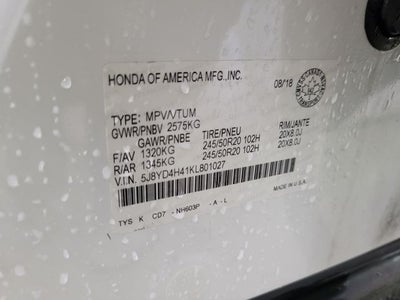 HONDA OF AMERICA MFG.,INC. 08/18
TYPE: MPV/VTUM
GVWR/PNBV 2575KG
GAWR/PNBE TIRE/PNEU RIM/JANTE
F/AV 1320KG 245/50R20 102H 20X8.0J
R/AR 1345KG 245/50R20 102H 20X8.0J
V.I.N. 5J8YD4H41KL801027
TYS K CD7 - NH603P - A - L
MADE IN U.S.A.